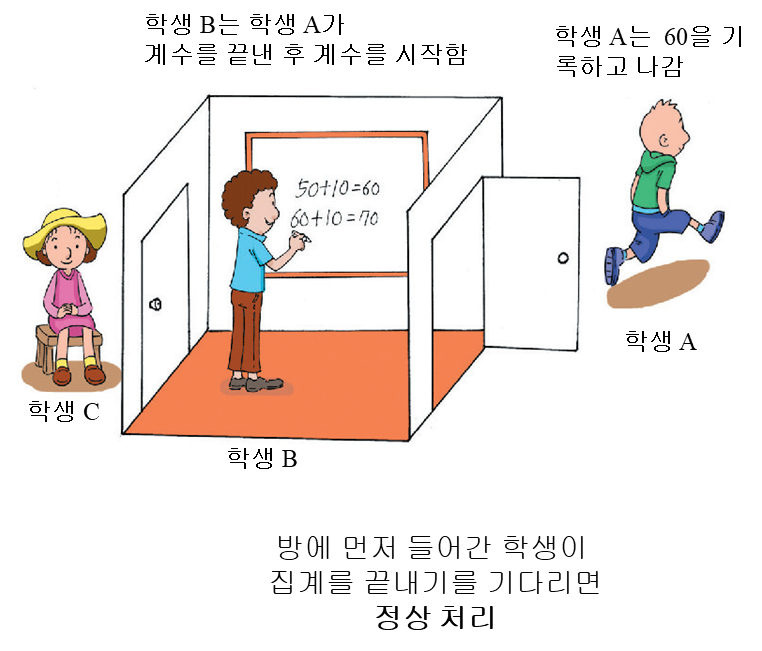 학생 B는 학생 A가
계수를 끝낸 후 계수를 시작함
학생 A는 60을 기
록하고 나감
50+10=60
60+10=70
학생 A
학생 C
학생 B
방에 먼저 들어간 학생이
집계를 끝내기를 기다리면
정상 처리